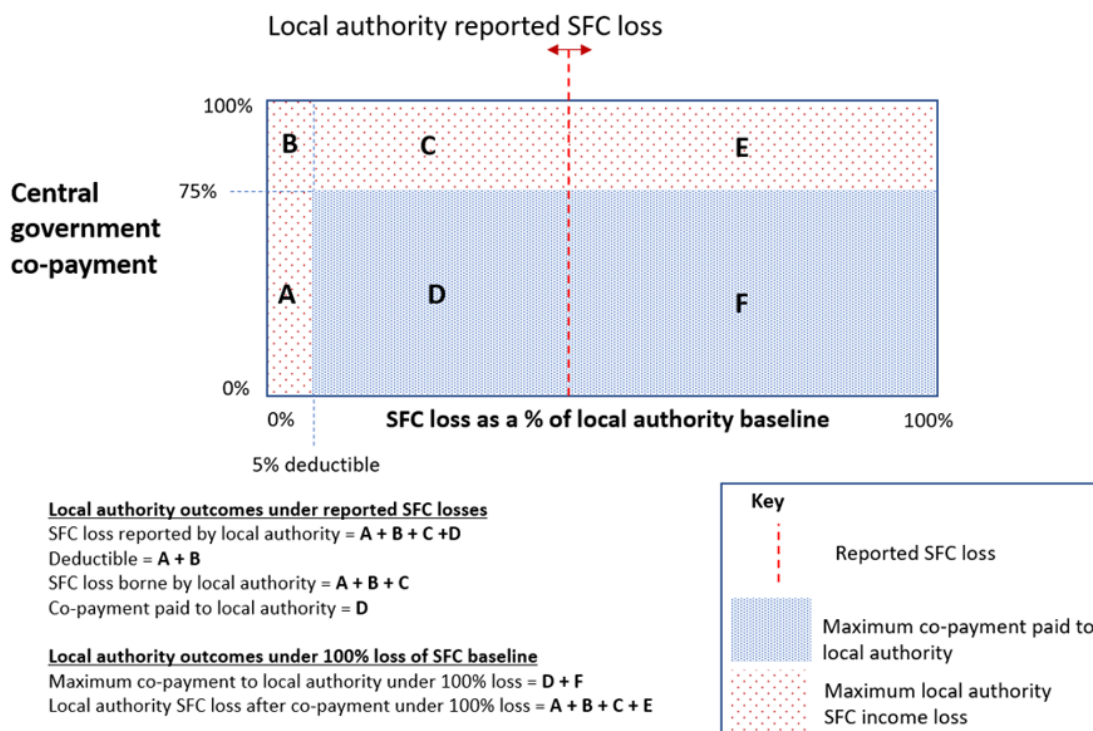 Local authority reported SFC loss
100%
B
C
E
Central
government
co-payment
75%
A
D
F
0%
0%
SFC loss as a % of local authority baseline
100%
5% deductible
Local authority outcomes under reported SFC losses
SFC loss reported by local authority = A + B + C +D
Deductible = A + B
SFC loss borne by local authority = A + B + C
Co-payment paid to local authority = D
Local authority outcomes under 100% loss of SFC baseline
Maximum co-payment to local authority under 100% loss = D + F
Local authority SFC loss after co-payment under 100% loss = A + B + C + E
Key
Reported SFC loss
Maximum co-payment paid to
local authority
Maximum local authority
SFC income loss